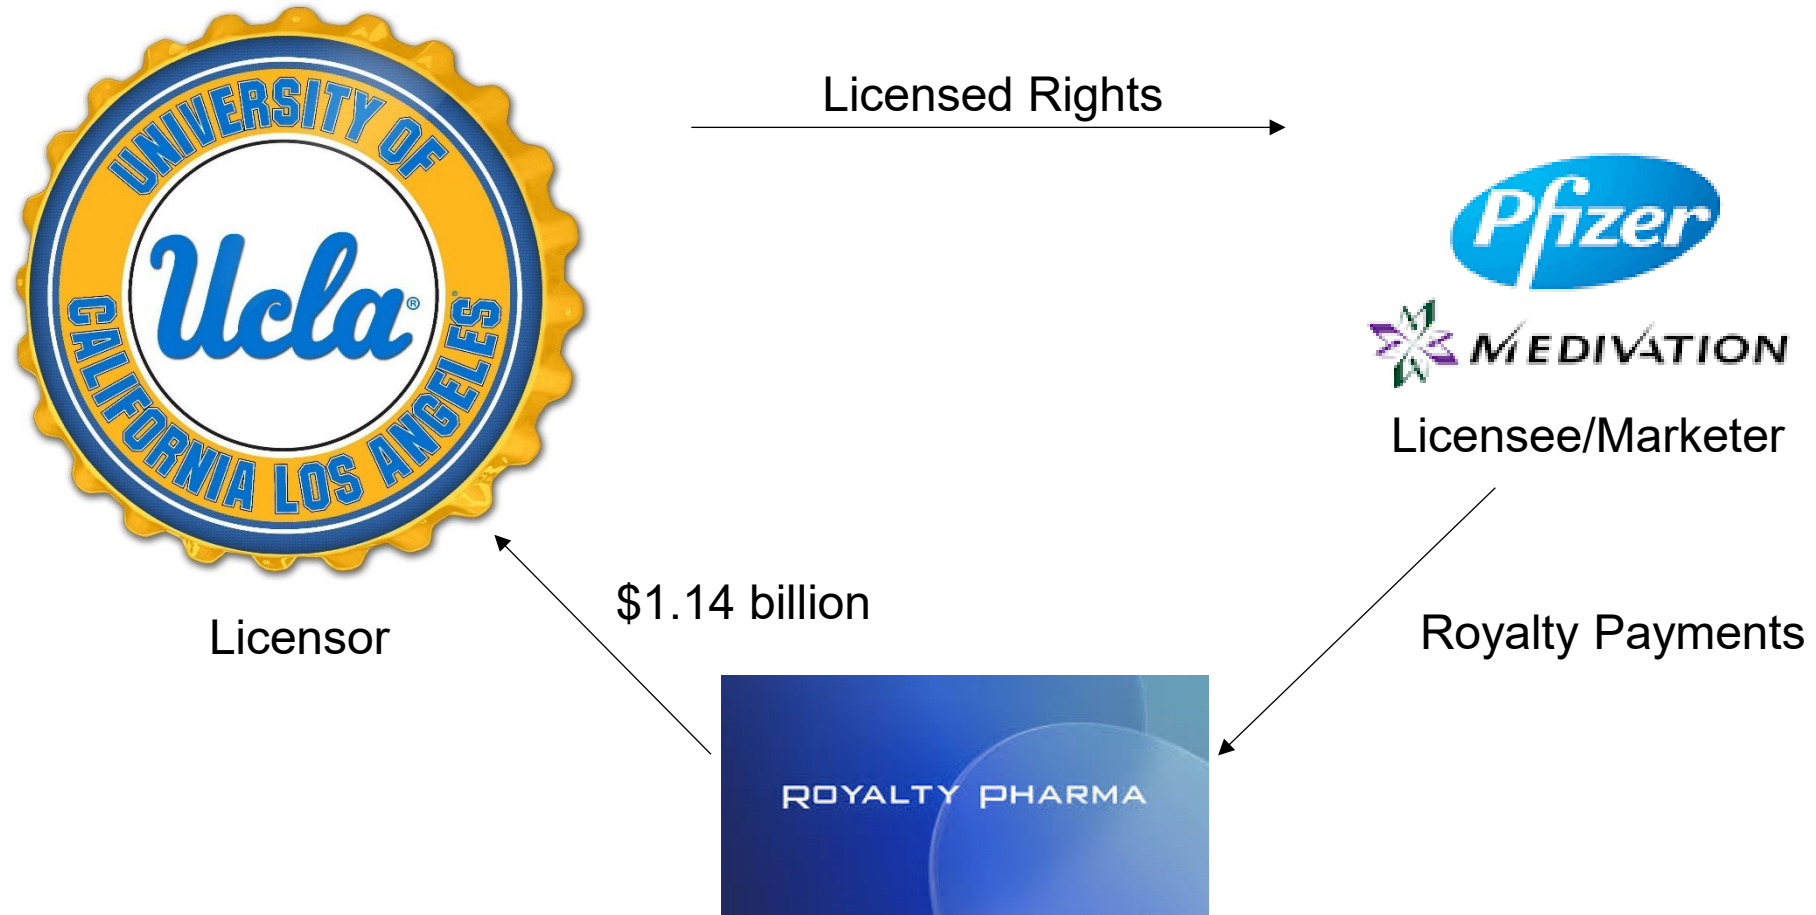 UNIVERSITY OF
Ucla®
CALIFORNIA LOS ANGELES
Licensor
Licensed Rights
Pfizer
MEDIVATION
Licensee/Marketer
$1.14 billion
Royalty Payments
ROYALTY PHARMA